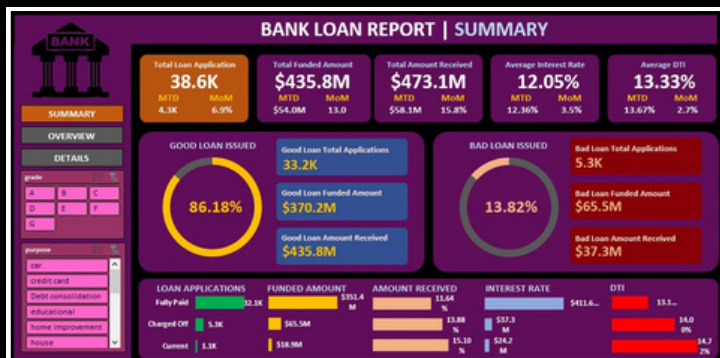 BANK
BANK LOAN REPORT | SUMMARY
Total Loan Application
38.6K
MTD MoM
4.3K 6.9%
Total Funded Amount
$435.8M
MTD MoM
$54.0M 13.0
Total Amount Received
$473.1M
MTD MoM
$58.1M 15.8%
Average Interest Rate
12.05%
MTD MoM
12.36% 3.5%
Average DTI
13.33%
MTD MoM
13.67% 2.7%
SUMMARY
OVERVIEW
DETAILS
grade
A B C
D E F
G
purpose
car
credit card
Debt consolidation
educational
home improvement
house
GOOD LOAN ISSUED
86.18%
Good Loan Total Applications
33.2K
Good Loan Funded Amount
$370.2M
Good Loan Amount Received
$435.8M
BAD LOAN ISSUED
13.82%
Bad Loan Total Applications
5.3K
Bad Loan Funded Amount
$65.5M
Bad Loan Amount Received
$37.3M
LOAN APPLICATIONS FUNDED AMOUNT AMOUNT RECEIVED INTEREST RATE DTI
Fully Paid 32.1K $351.4M 11.64% $411.6... 13.1...
Charged Off 5.3K $65.5M 13.88% $37.3M 14.00%
Current 1.1K $18.9M 15.10% $24.2M 14.72%